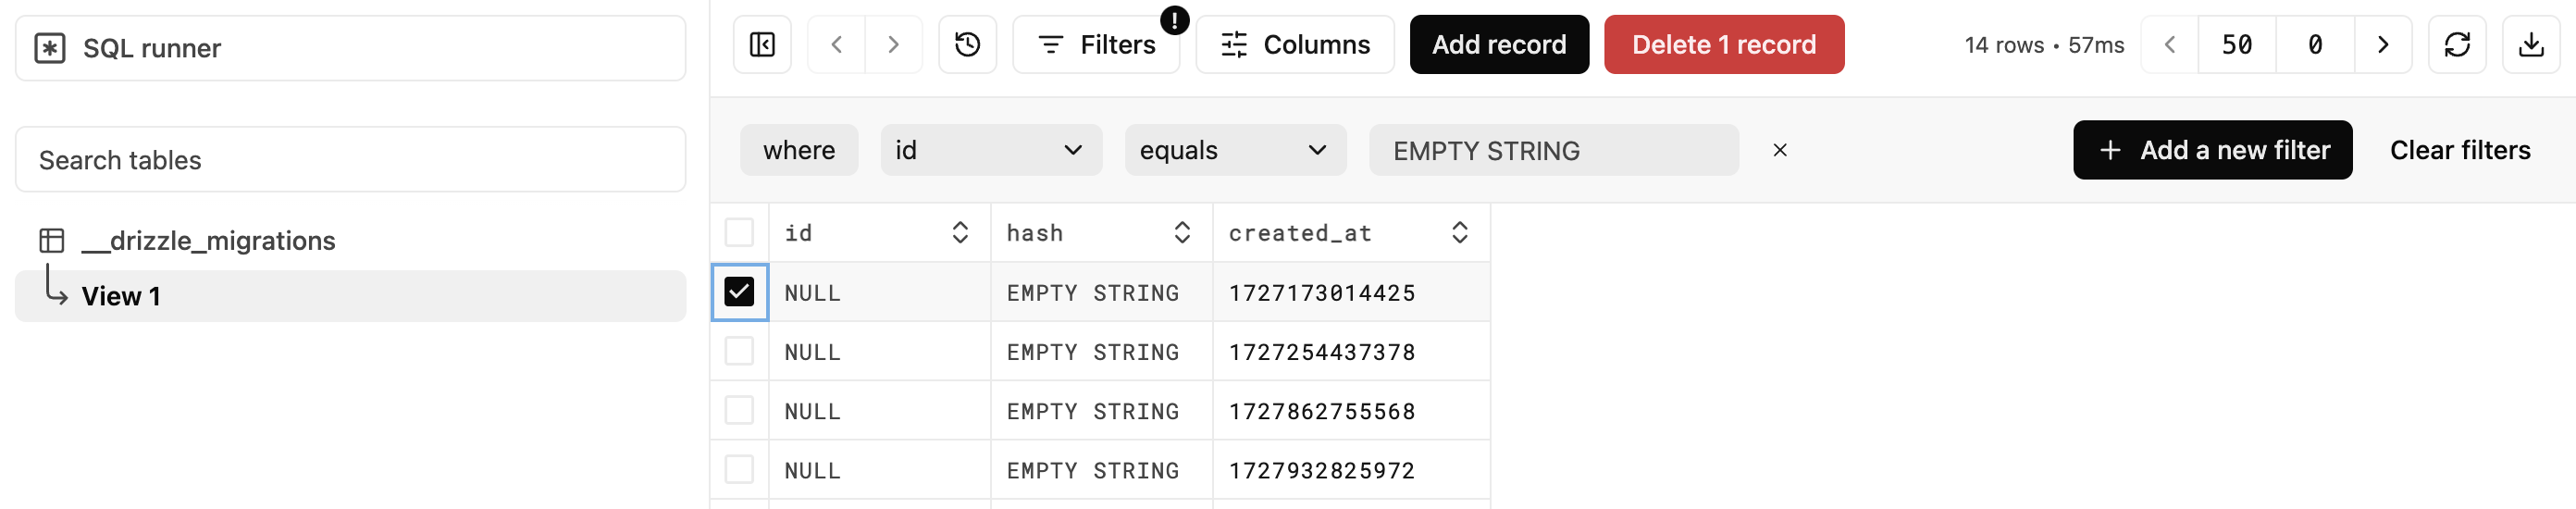 SQL runner
Search tables
__drizzle_migrations
View 1
! Filters Columns Add record Delete 1 record 14 rows • 57ms 50 0
where id equals EMPTY STRING × + Add a new filter Clear filters
id hash created_at
NULL EMPTY STRING 1727173014425
NULL EMPTY STRING 1727254437378
NULL EMPTY STRING 1727862755568
NULL EMPTY STRING 1727932825972